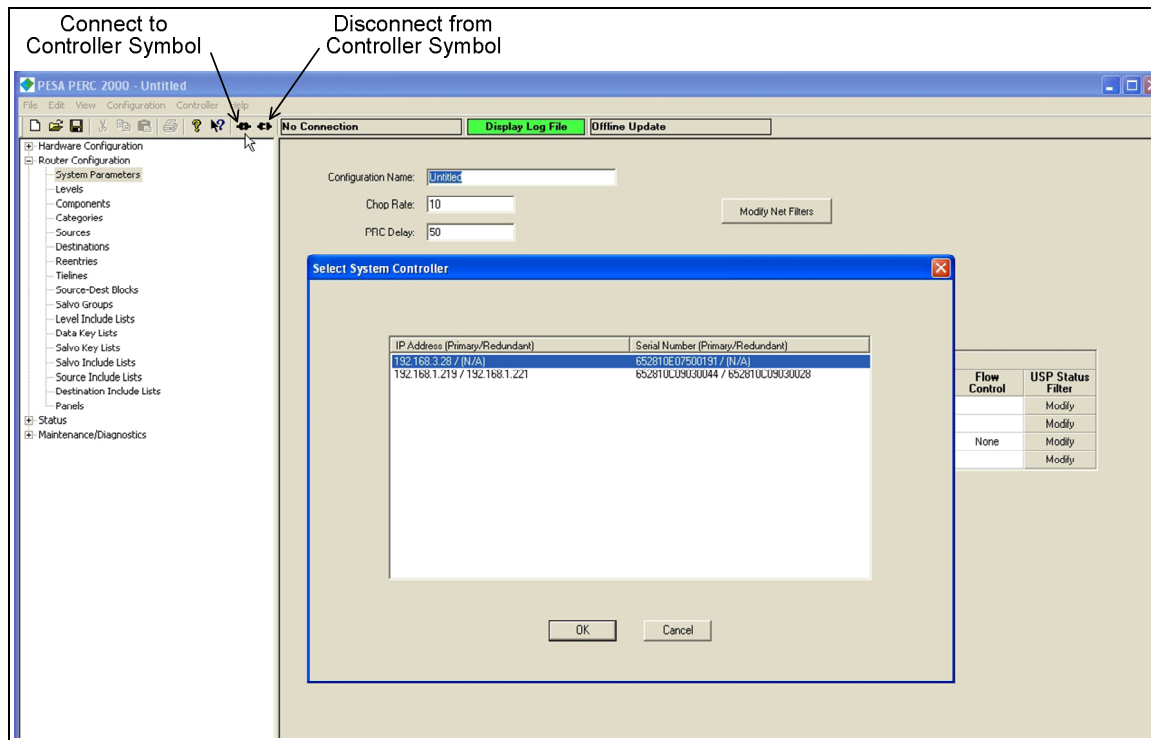 Connect to
Controller Symbol
Disconnect from
Controller Symbol
PESA PERC 2000 - Untitled
File Edit View Configuration Controller Help
No Connection
Display Log File
Offline Update
Hardware Configuration
Router Configuration
System Parameters
Levels
Components
Categories
Sources
Destinations
Reentries
Tielines
Source-Dest Blocks
Salvo Groups
Level Include Lists
Data Key Lists
Salvo Key Lists
Salvo Include Lists
Source Include Lists
Destination Include Lists
Panels
Status
Maintenance/Diagnostics
Configuration Name: Untitled
Chop Rate: 10
PRC Delay: 50
Modify Net Filters
Select System Controller
IP Address (Primary/Redundant) Serial Number (Primary/Redundant)
192.168.3.28 / (N/A) 652810E07500191 / (N/A)
192.168.1.219 / 192.168.1.221 652810C09030044 / 652810C09030028
OK
Cancel
Flow
Control
USP Status
Filter
Modify
Modify
None Modify
Modify